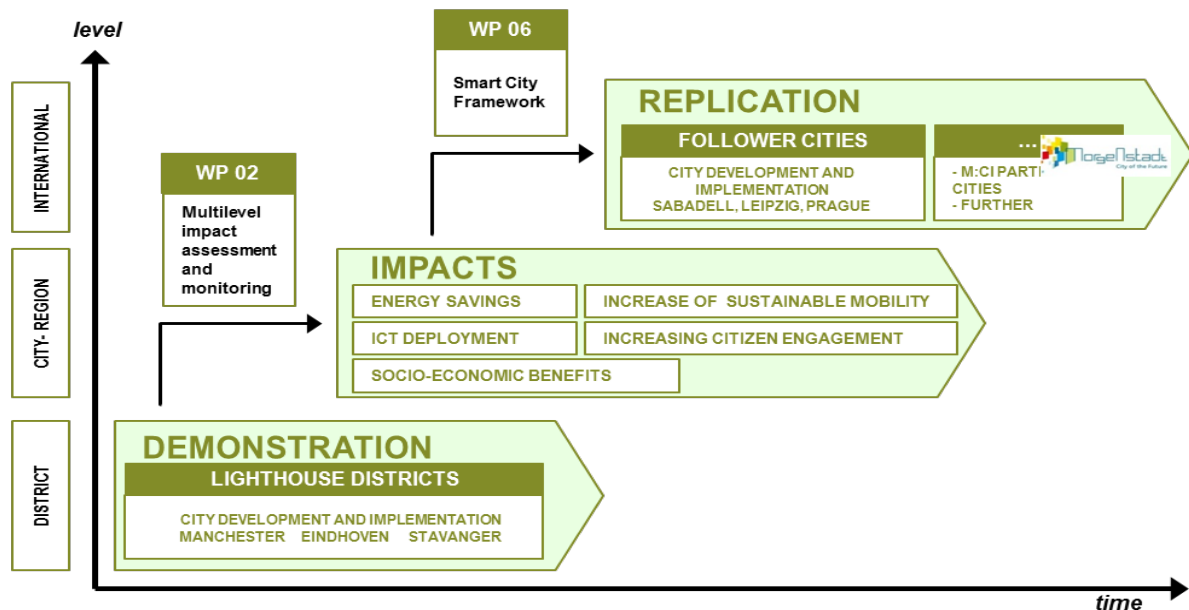 level
WP 06
Smart City
Framework
INTERNATIONAL
REPLICATION
FOLLOWER CITIES
CITY DEVELOPMENT AND
IMPLEMENTATION
SABADELL, LEIPZIG, PRAGUE
...
MorgeNstadt
City of the Future
- M:CI PARTI
CITIES
- FURTHER
WP 02
Multilevel
impact
assessment
and
monitoring
CITY- REGION
IMPACTS
ENERGY SAVINGS
INCREASE OF SUSTAINABLE MOBILITY
ICT DEPLOYMENT
INCREASING CITIZEN ENGAGEMENT
SOCIO-ECONOMIC BENEFITS
DISTRICT
DEMONSTRATION
LIGHTHOUSE DISTRICTS
CITY DEVELOPMENT AND IMPLEMENTATION
MANCHESTER EINDHOVEN STAVANGER
time